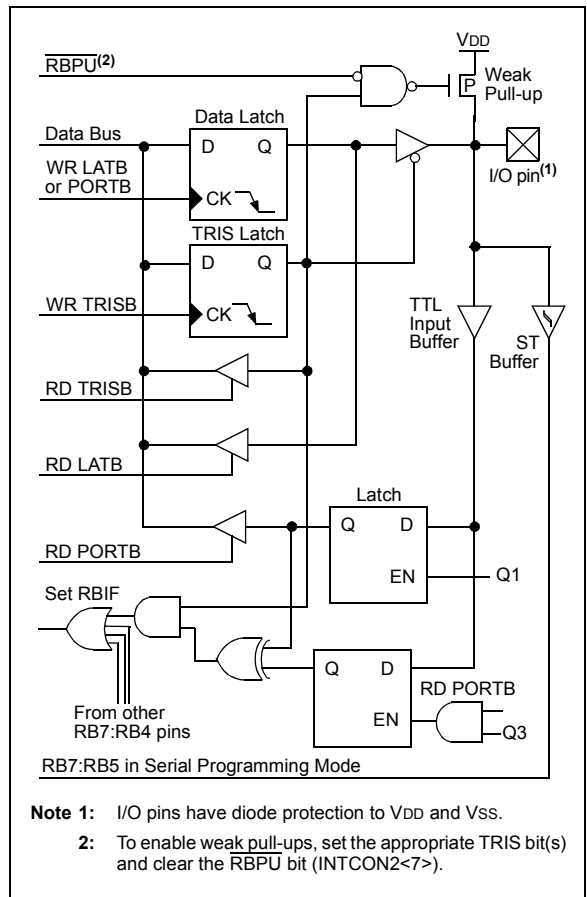 VDD
RBPU(2)
P
Weak
Pull-up
Data Latch
Data Bus
D Q
WR LATB
or PORTB
CK
I/O pin(1)
TRIS Latch
D Q
WR TRISB
CK
TTL
Input
Buffer
ST
Buffer
RD TRISB
RD LATB
Latch
Q D
RD PORTB
EN
Q1
Set RBIF
Q D
RD PORTB
EN
Q3
From other
RB7:RB4 pins
RB7:RB5 in Serial Programming Mode
Note 1: I/O pins have diode protection to VDD and VSS.
2: To enable weak pull-ups, set the appropriate TRIS bit(s)
and clear the RBPU bit (INTCON2<7>).